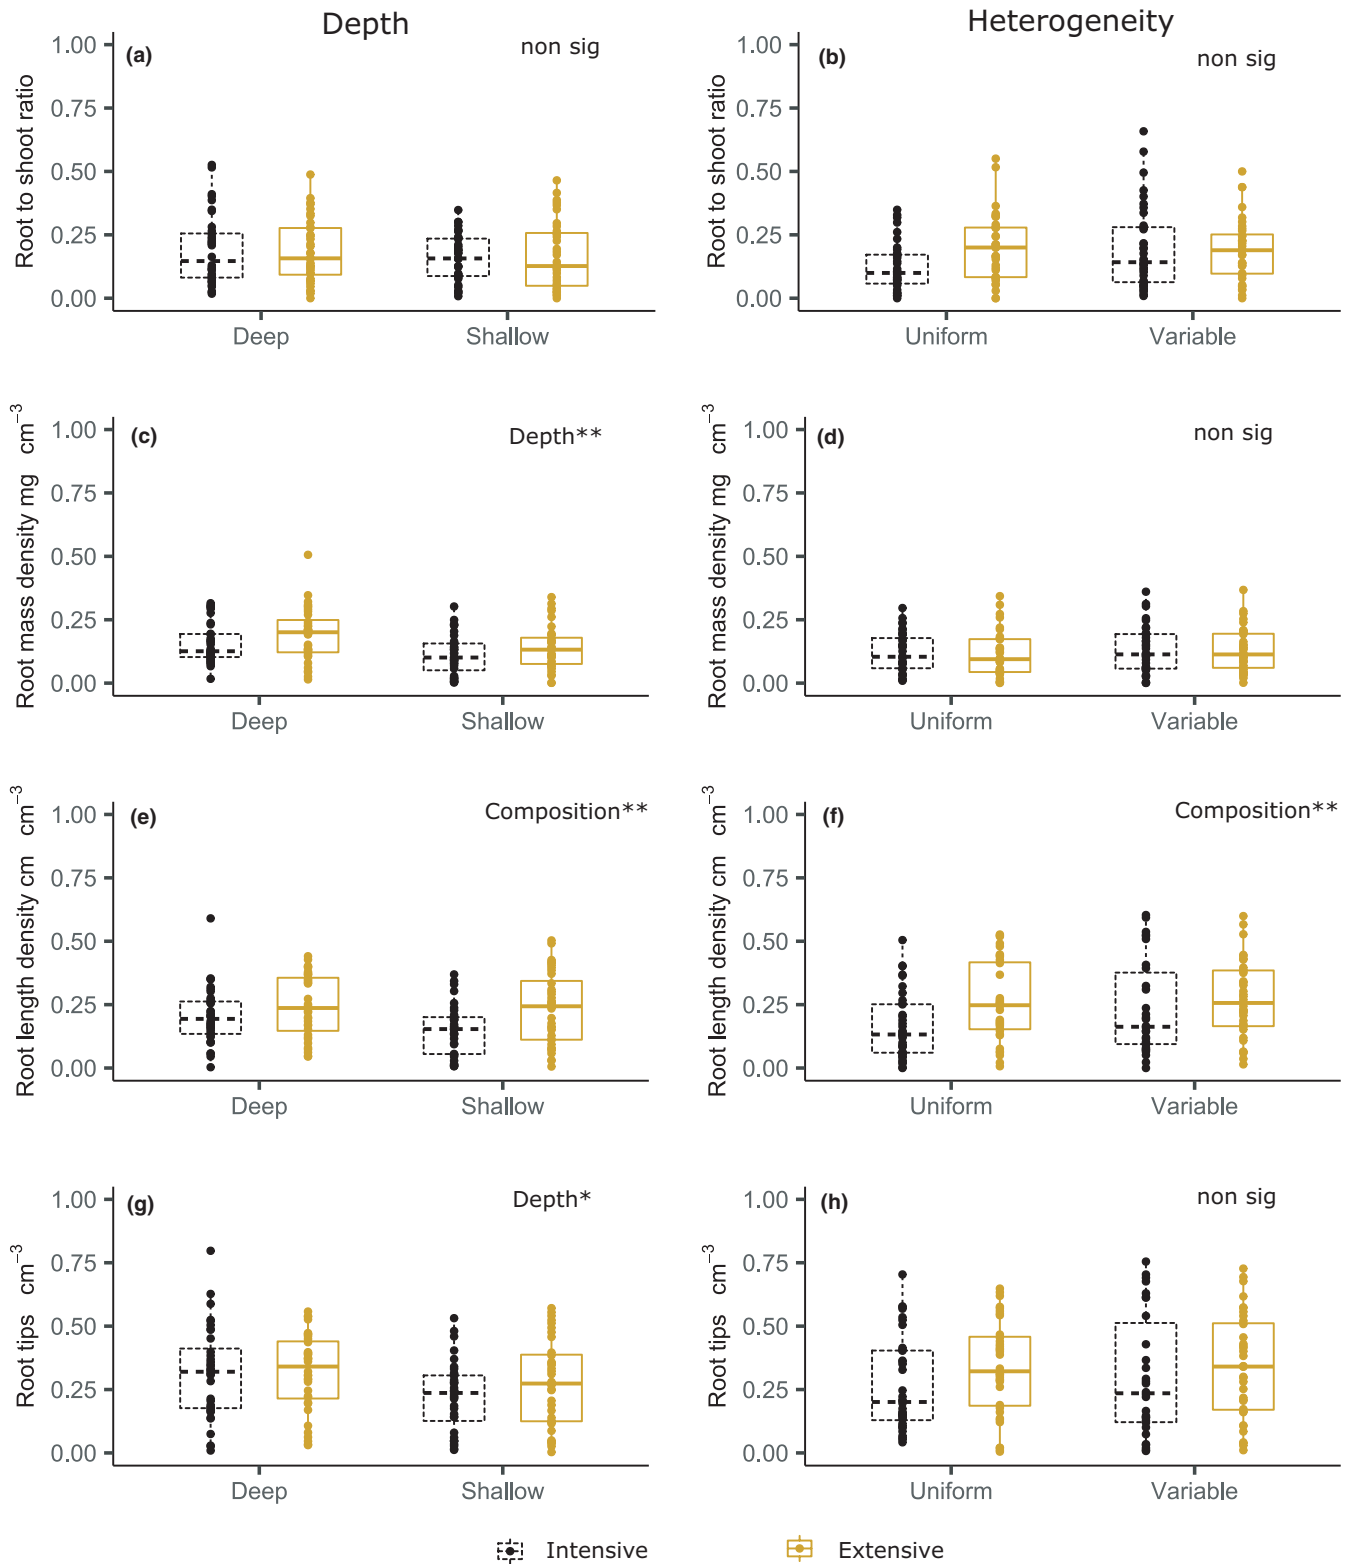 Depth
Heterogeneity
(a)
non sig
Root to shoot ratio
1.00
0.75
0.50
0.25
0.00
Deep
Shallow
(b)
non sig
Root to shoot ratio
1.00
0.75
0.50
0.25
0.00
Uniform
Variable
(c)
Depth**
Root mass density mg cm−3
1.00
0.75
0.50
0.25
0.00
Deep
Shallow
(d)
non sig
Root mass density mg cm−3
1.00
0.75
0.50
0.25
0.00
Uniform
Variable
(e)
Composition**
Root length density cm cm−3
1.00
0.75
0.50
0.25
0.00
Deep
Shallow
(f)
Composition**
Root length density cm cm−3
1.00
0.75
0.50
0.25
0.00
Uniform
Variable
(g)
Depth*
Root tips cm−3
1.00
0.75
0.50
0.25
0.00
Deep
Shallow
(h)
non sig
Root tips cm−3
1.00
0.75
0.50
0.25
0.00
Uniform
Variable
Intensive
Extensive